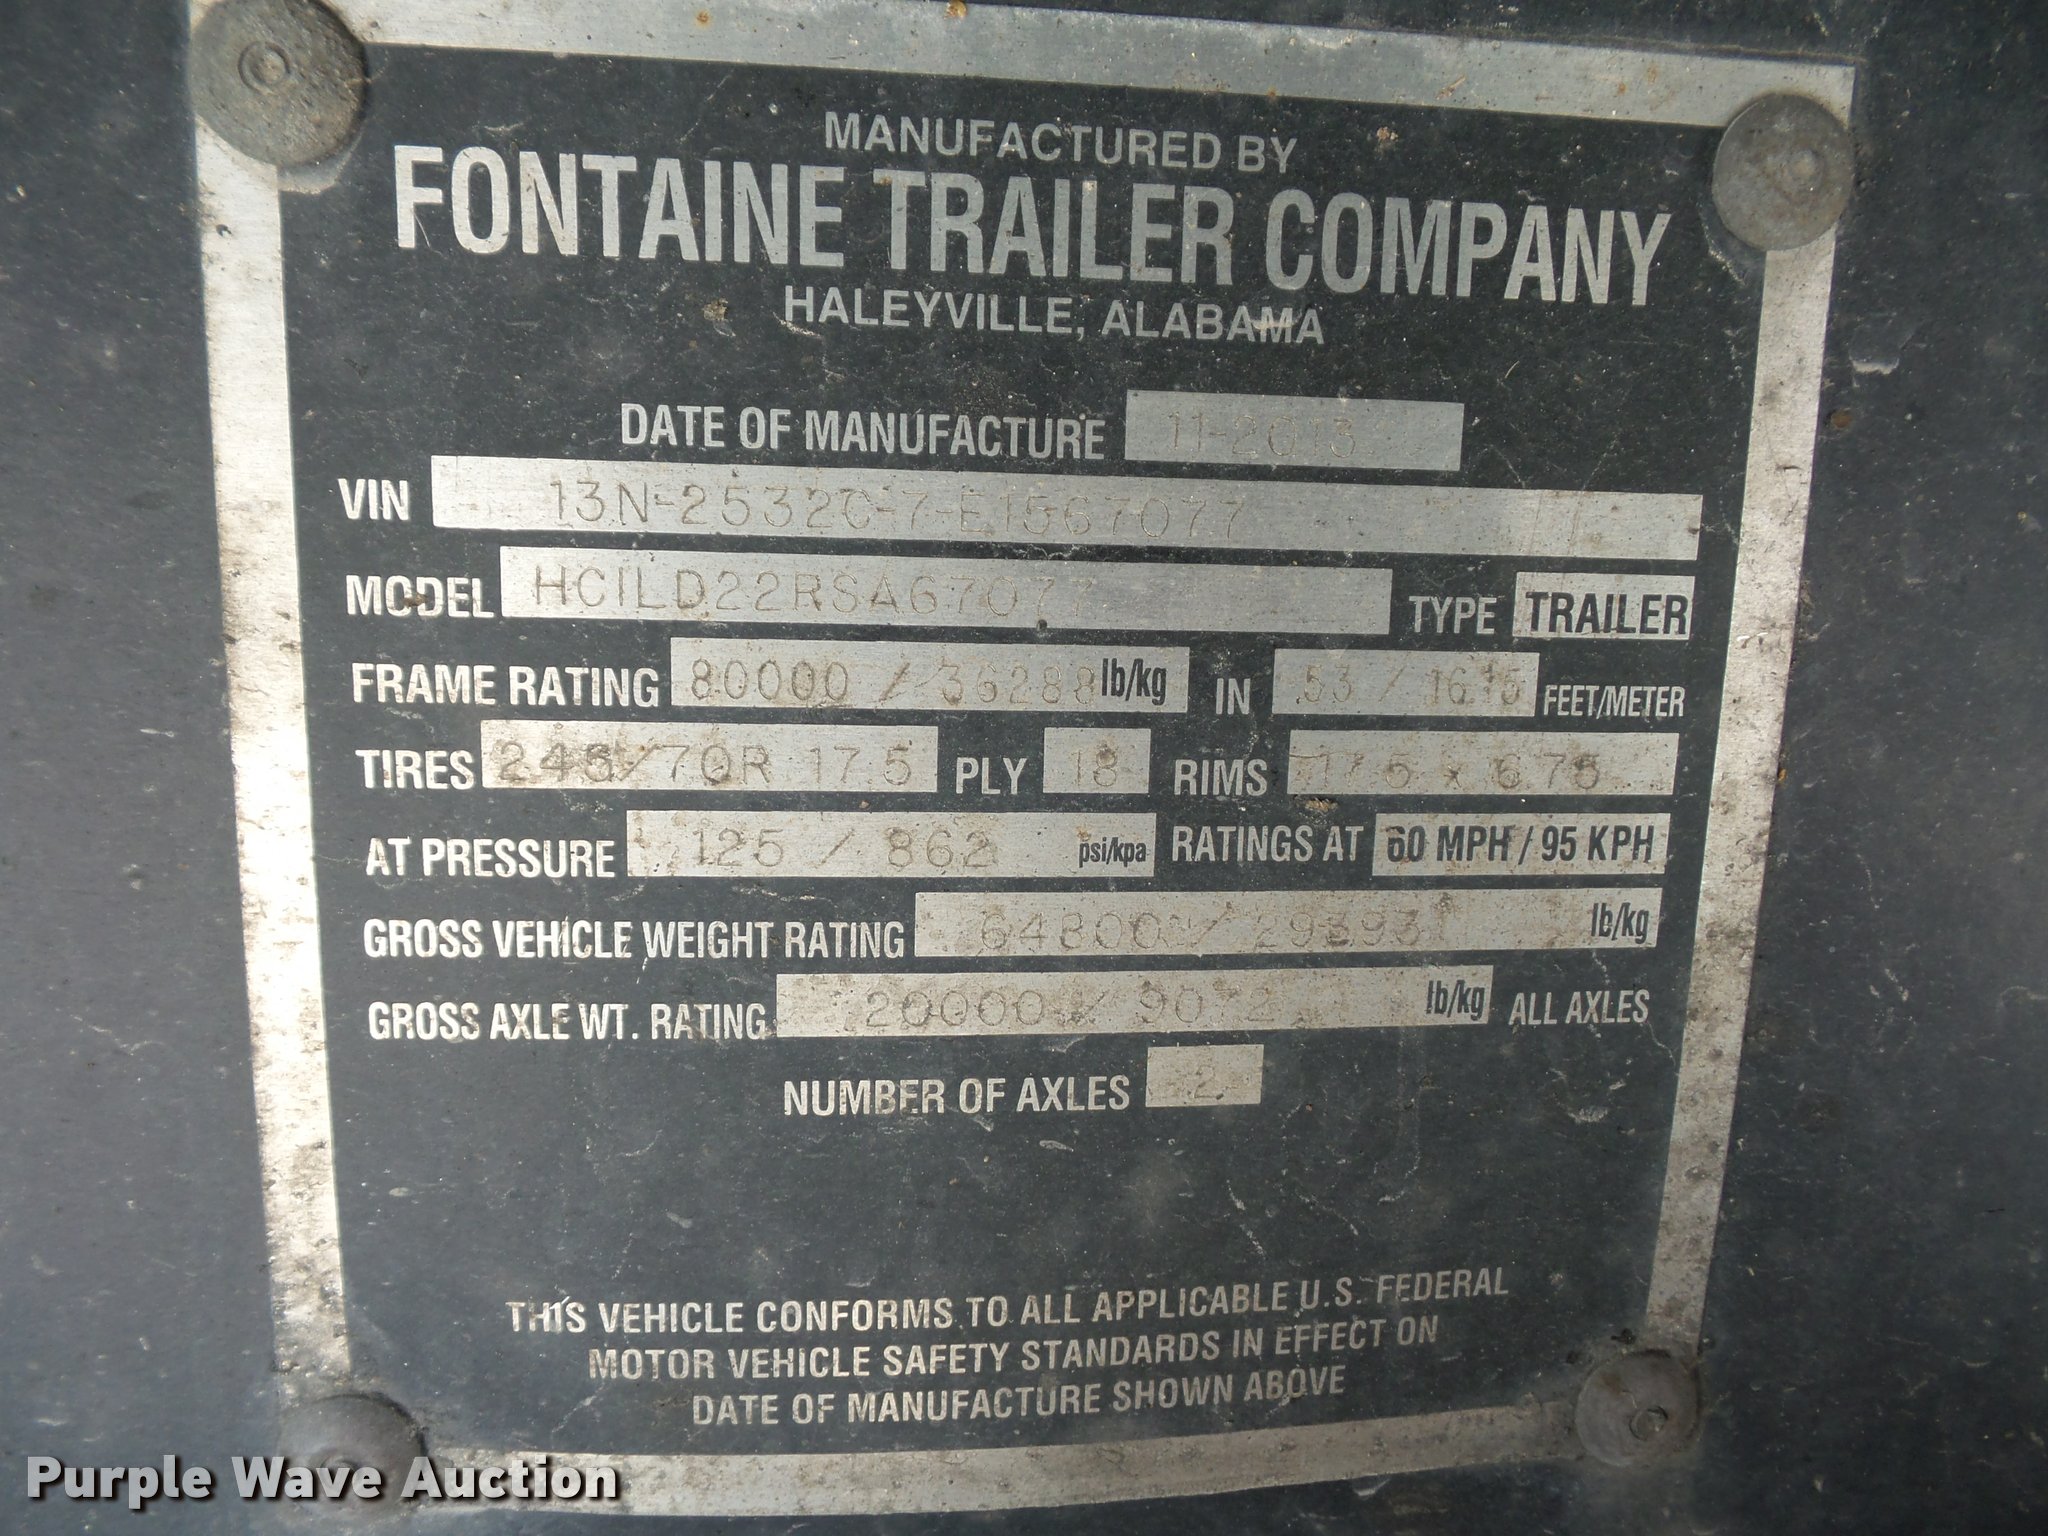 MANUFACTURED BY
FONTAINE TRAILER COMPANY
HALEYVILLE, ALABAMA
DATE OF MANUFACTURE 11-2013
VIN 13N-2532C-7-E1567077
MODEL HCILD22RSA67077 TYPE TRAILER
FRAME RATING 80000 / 36288 lb/kg IN 53 / 16.15 FEET/METER
TIRES 245/70R 17.5 PLY 18 RIMS 17.5 x 6.75
AT PRESSURE 125 / 862 psi/kpa RATINGS AT 60 MPH / 95 KPH
GROSS VEHICLE WEIGHT RATING 64800 / 29393 lb/kg
GROSS AXLE WT. RATING 20000 / 9072 lb/kg ALL AXLES
NUMBER OF AXLES 2
THIS VEHICLE CONFORMS TO ALL APPLICABLE U.S. FEDERAL
MOTOR VEHICLE SAFETY STANDARDS IN EFFECT ON
DATE OF MANUFACTURE SHOWN ABOVE
Purple Wave Auction